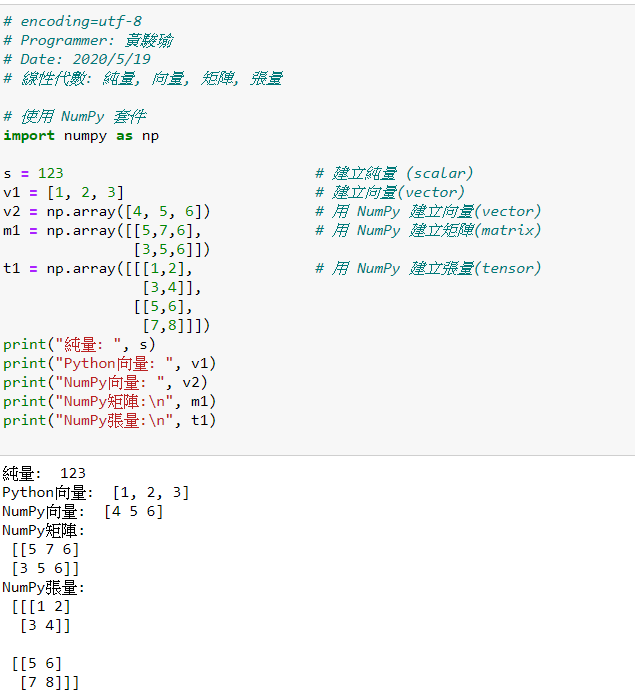 # encoding=utf-8
# Programmer: 黃駿瑜
# Date: 2020/5/19
# 線性代數: 純量, 向量, 矩陣, 張量
# 使用 NumPy 套件
import numpy as np
s = 123 # 建立純量 (scalar)
v1 = [1, 2, 3] # 建立向量(vector)
v2 = np.array([4, 5, 6]) # 用 NumPy 建立向量(vector)
m1 = np.array([[5,7,6], # 用 NumPy 建立矩陣(matrix)
[3,5,6]])
t1 = np.array([[[1,2], # 用 NumPy 建立張量(tensor)
[3,4]],
[[5,6],
[7,8]]])
print("純量: ", s)
print("Python向量: ", v1)
print("NumPy向量: ", v2)
print("NumPy矩陣:\n", m1)
print("NumPy張量:\n", t1)
純量:  123
Python向量:  [1, 2, 3]
NumPy向量:  [4 5 6]
NumPy矩陣:
[[5 7 6]
[3 5 6]]
NumPy張量:
[[[1 2]
[3 4]]
[[5 6]
[7 8]]]